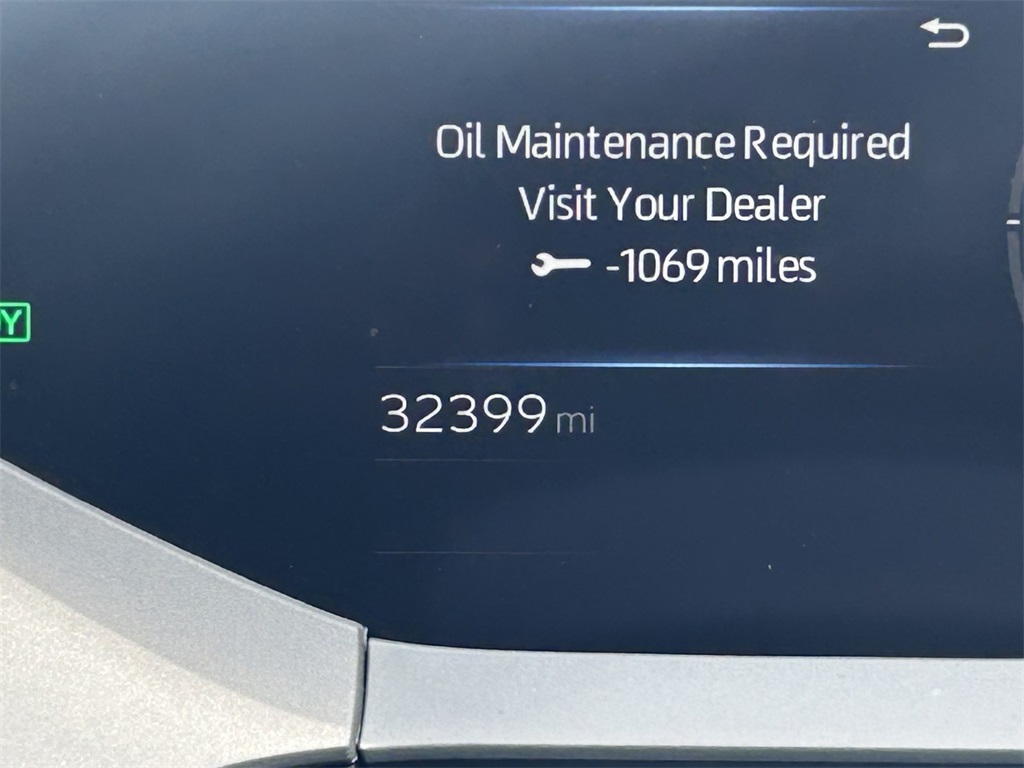 Oil Maintenance Required
Visit Your Dealer
-1069 miles
32399 mi